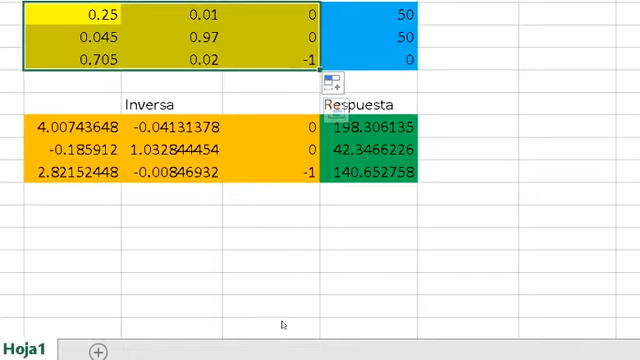 0.25 0.01 0 50
0.045 0.97 0 50
0.705 0.02 -1 0
Inversa Respuesta
4.00743648 -0.04131378 0 198.306135
-0.185912 1.032844454 0 42.3466226
2.82152448 -0.00846932 -1 140.652758
Hoja1